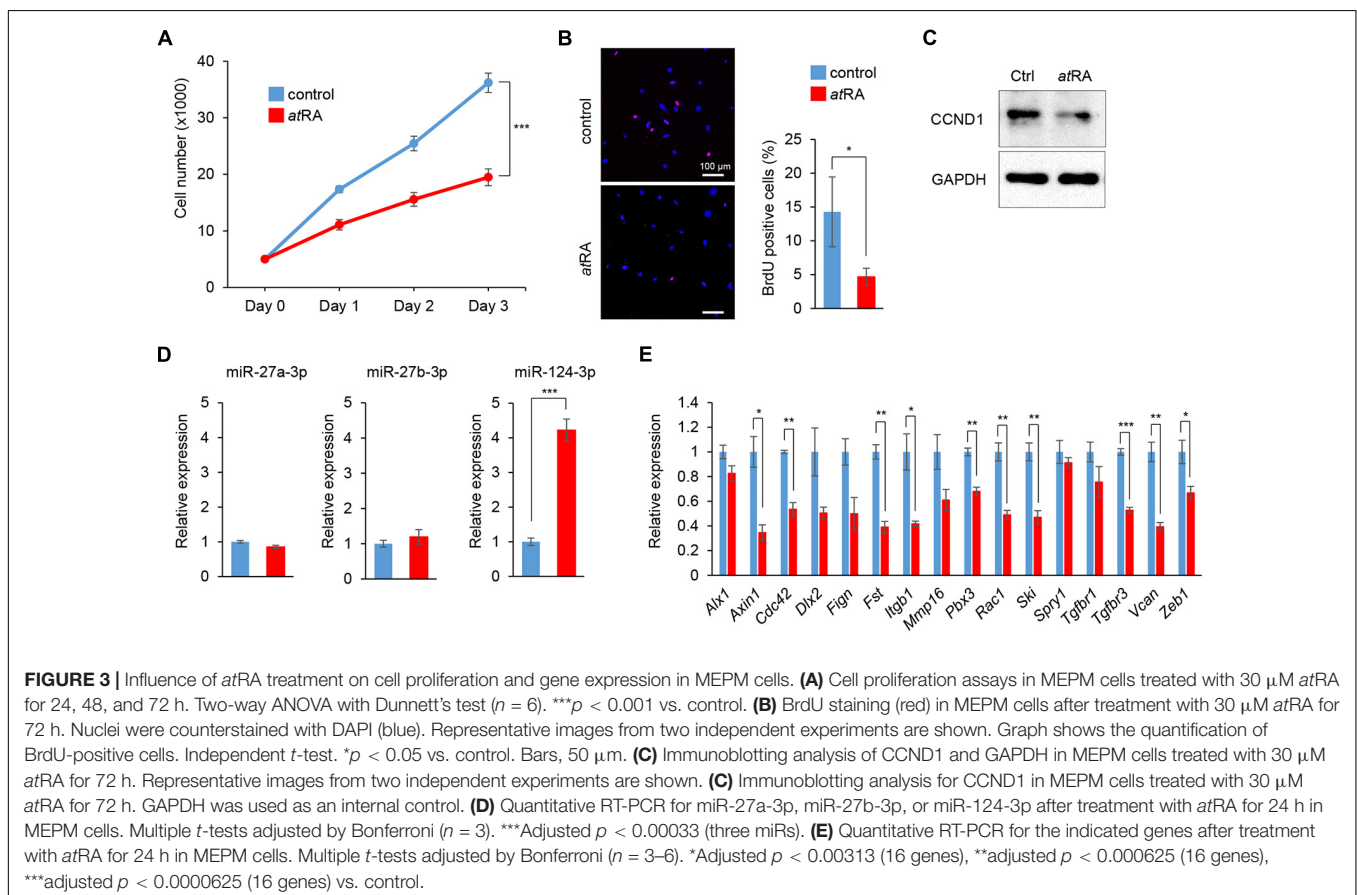 A
Cell number (x1000)
40
30
20
10
0
control
atRA
***
Day 0 Day 1 Day 2 Day 3
B
control
100 μm
atRA
control
atRA
BrdU positive cells (%)
25
20
15
10
5
0
*
C
Ctrl atRA
CCND1
GAPDH
D
miR-27a-3p
Relative expression
5
4
3
2
1
0
miR-27b-3p
Relative expression
5
4
3
2
1
0
miR-124-3p
Relative expression
5
4
3
2
1
0
***
E
Relative expression
1.4
1.2
1
0.8
0.6
0.4
0.2
0
* ** ** * ** ** ** *** ** *
Alx1 Axin1 Cdc42 Dlx2 Fign Fst Itgb1 Mmp16 Pbx3 Rac1 Ski Spry1 Tgfbr1 Tgfbr3 Vcan Zeb1
FIGURE 3 | Influence of atRA treatment on cell proliferation and gene expression in MEPM cells. (A) Cell proliferation assays in MEPM cells treated with 30 μM atRA
for 24, 48, and 72 h. Two-way ANOVA with Dunnett's test (n = 6). ***p < 0.001 vs. control. (B) BrdU staining (red) in MEPM cells after treatment with 30 μM atRA for
72 h. Nuclei were counterstained with DAPI (blue). Representative images from two independent experiments are shown. Graph shows the quantification of
BrdU-positive cells. Independent t-test. *p < 0.05 vs. control. Bars, 50 μm. (C) Immunoblotting analysis of CCND1 and GAPDH in MEPM cells treated with 30 μM
atRA for 72 h. Representative images from two independent experiments are shown. (C) Immunoblotting analysis for CCND1 in MEPM cells treated with 30 μM
atRA for 72 h. GAPDH was used as an internal control. (D) Quantitative RT-PCR for miR-27a-3p, miR-27b-3p, or miR-124-3p after treatment with atRA for 24 h in
MEPM cells. Multiple t-tests adjusted by Bonferroni (n = 3). ***Adjusted p < 0.00033 (three miRs). (E) Quantitative RT-PCR for the indicated genes after treatment
with atRA for 24 h in MEPM cells. Multiple t-tests adjusted by Bonferroni (n = 3–6). *Adjusted p < 0.00313 (16 genes), **adjusted p < 0.000625 (16 genes),
***adjusted p < 0.0000625 (16 genes) vs. control.